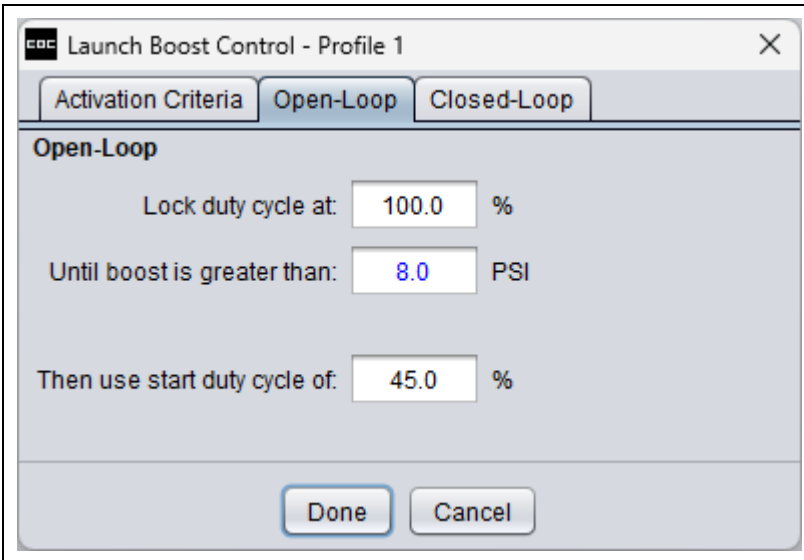 COC Launch Boost Control - Profile 1
Activation Criteria Open-Loop Closed-Loop
Open-Loop
Lock duty cycle at: 100.0 %
Until boost is greater than: 8.0 PSI
Then use start duty cycle of: 45.0 %
Done Cancel